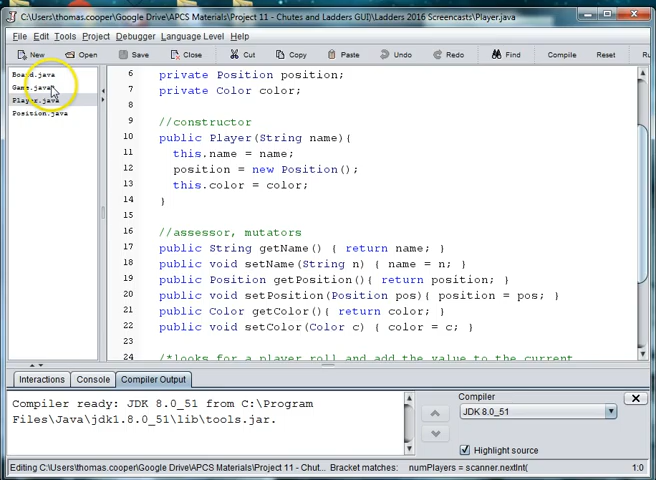 C:\Users\thomas.cooper\Google Drive\APCS Materials\Project 11 - Chutes and Ladders GUI\Ladders 2016 Screencasts\Player.java
File Edit Tools Project Debugger Language Level Help
New Open Save Close Cut Copy Paste Undo Redo Find Compile Reset Ru
Board.java
Game.java
Player.java
Position.java
6 private Position position;
7 private Color color;
8
9 //constructor
10 public Player(String name){
11 this.name = name;
12 position = new Position();
13 this.color = color;
14 }
15
16 //assessor, mutators
17 public String getName() { return name; }
18 public void setName(String n) { name = n; }
19 public Position getPosition(){ return position; }
20 public void setPosition(Position pos){ position = pos; }
21 public Color getColor(){ return color; }
22 public void setColor(Color c) { color = c; }
23
24 /*looks for a player roll and add the value to the current
Interactions Console Compiler Output
Compiler ready: JDK 8.0_51 from C:\Program
Files\Java\jdk1.8.0_51\lib\tools.jar.
Compiler
JDK 8.0_51
Highlight source
Editing C:\Users\thomas.cooper\Google Drive\APCS Materials\Project 11 - Chut... Bracket matches: numPlayers = scanner.nextInt( 1:0